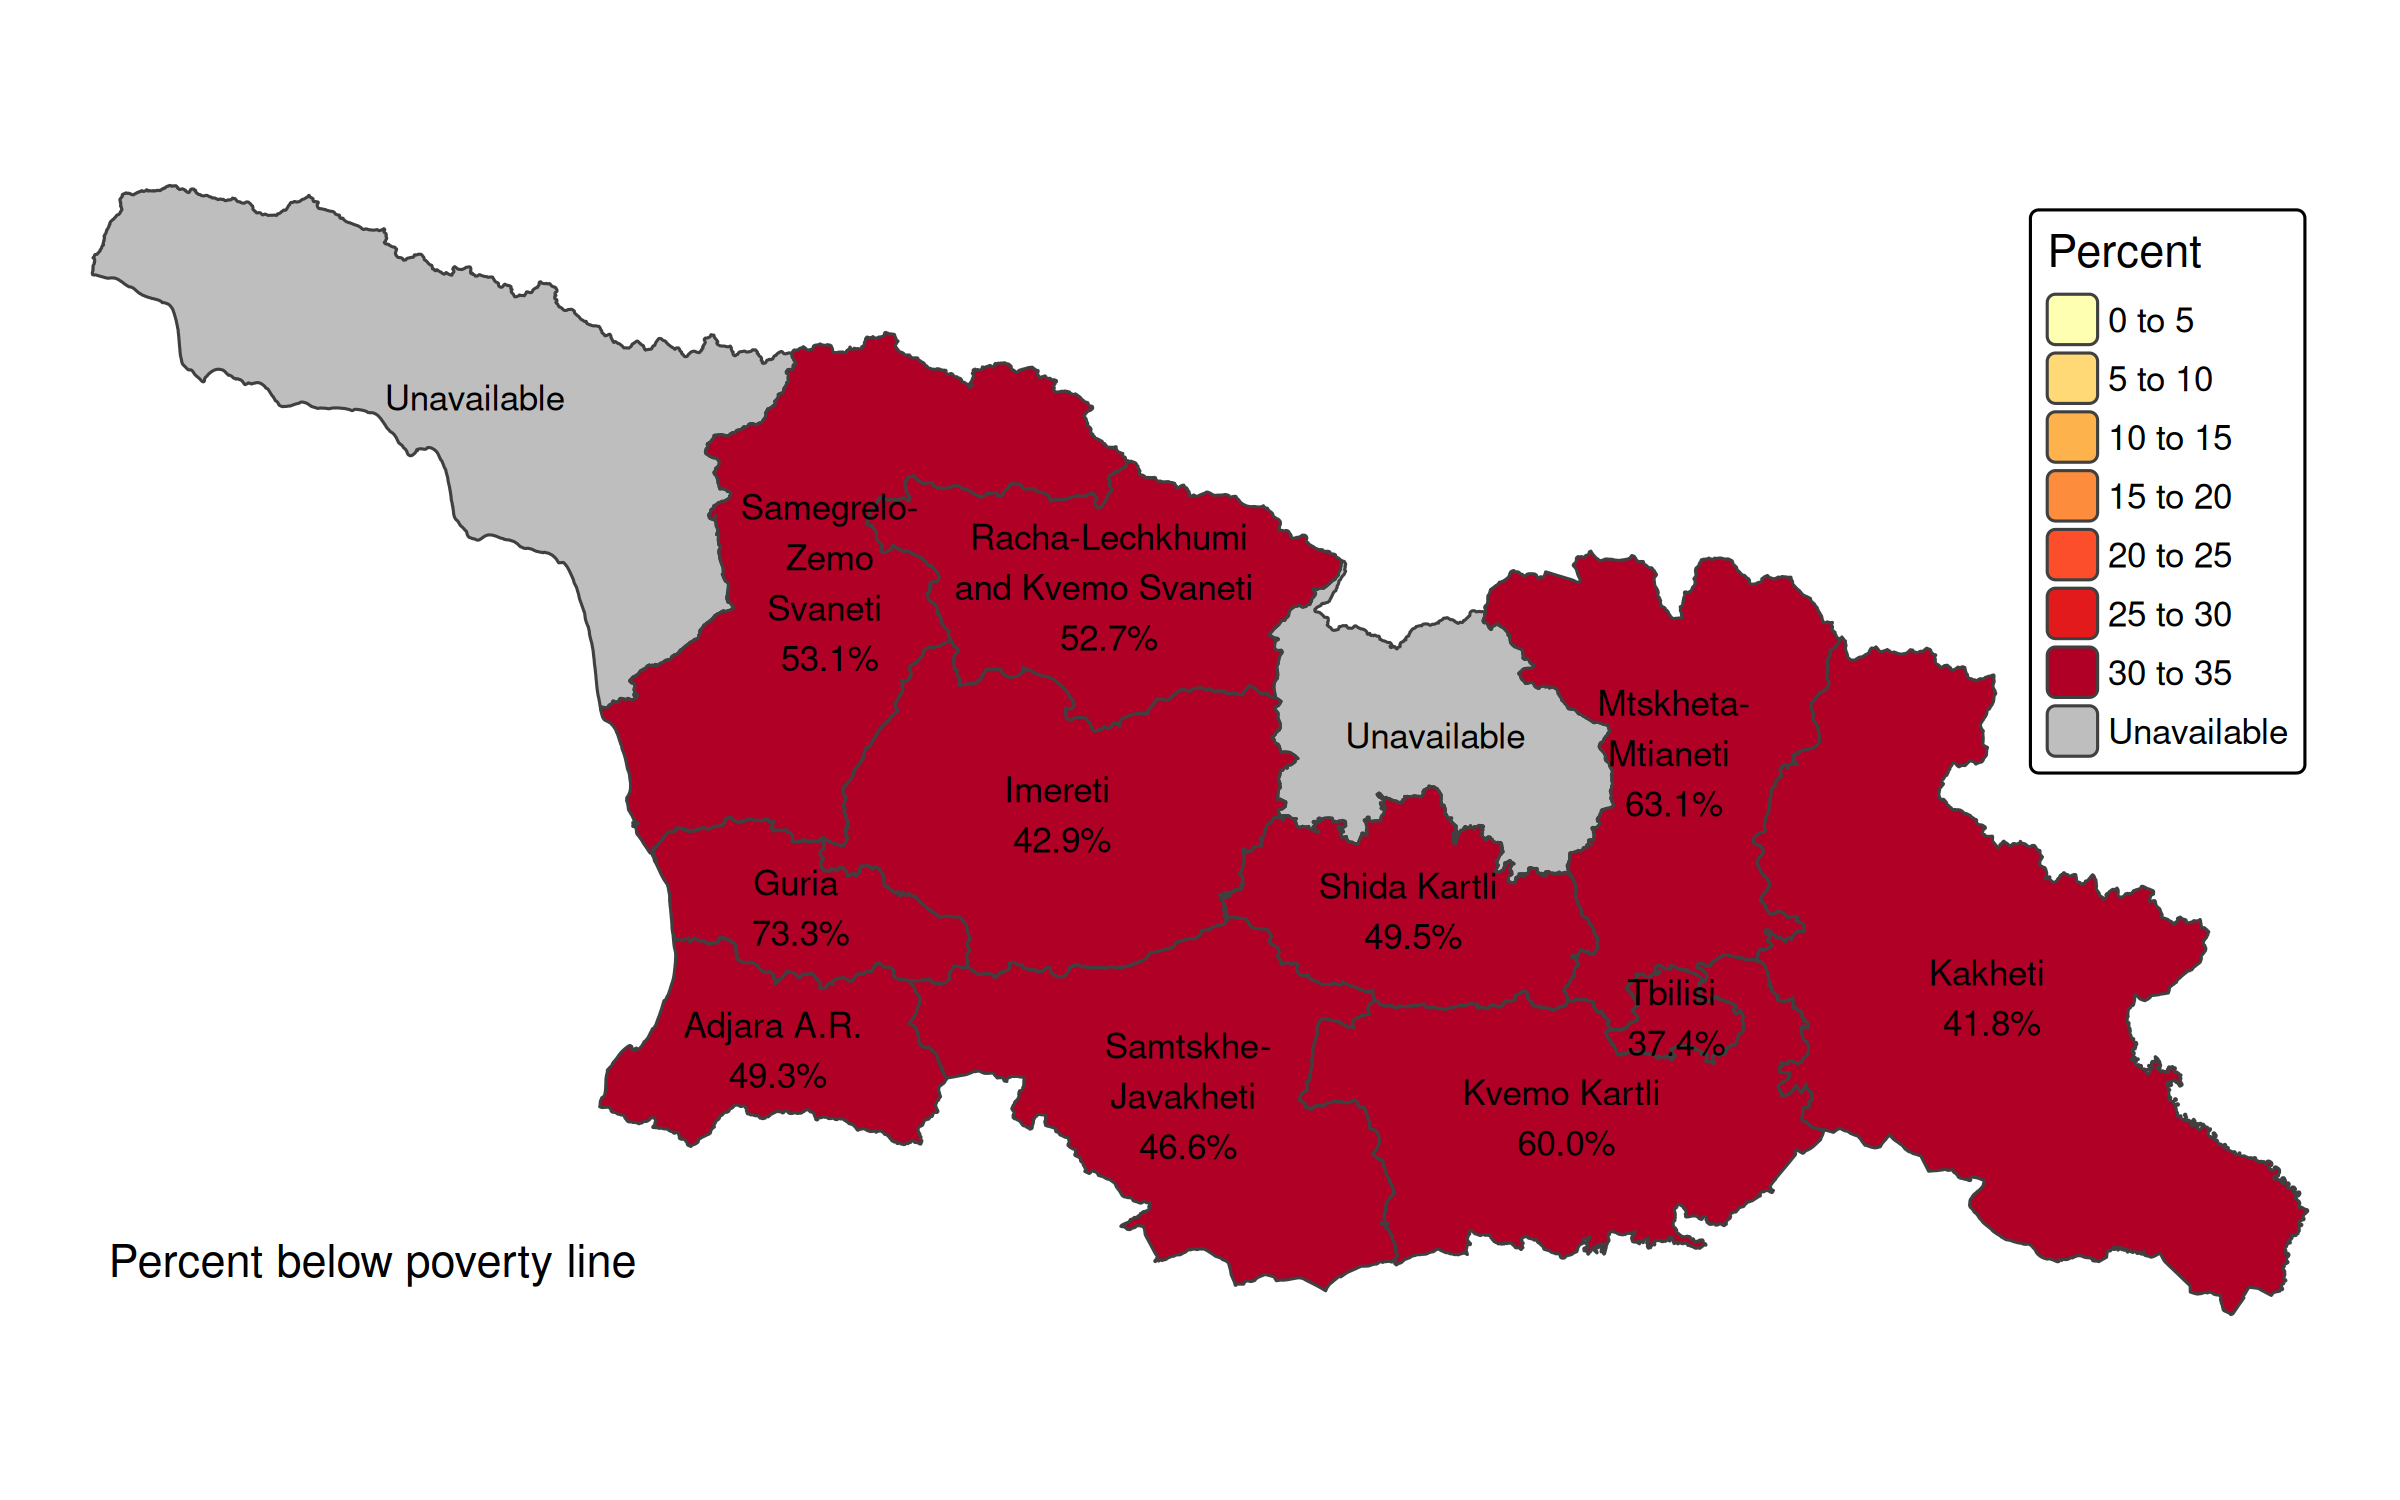 Unavailable
Samegrelo-
Zemo
Svaneti
53.1%
Racha-Lechkhumi
and Kvemo Svaneti
52.7%
Imereti
42.9%
Guria
73.3%
Adjara A.R.
49.3%
Samtskhe-
Javakheti
46.6%
Unavailable
Shida Kartli
49.5%
Mtskheta-
Mtianeti
63.1%
Tbilisi
37.4%
Kvemo Kartli
60.0%
Kakheti
41.8%
Percent
0 to 5
5 to 10
10 to 15
15 to 20
20 to 25
25 to 30
30 to 35
Unavailable
Percent below poverty line